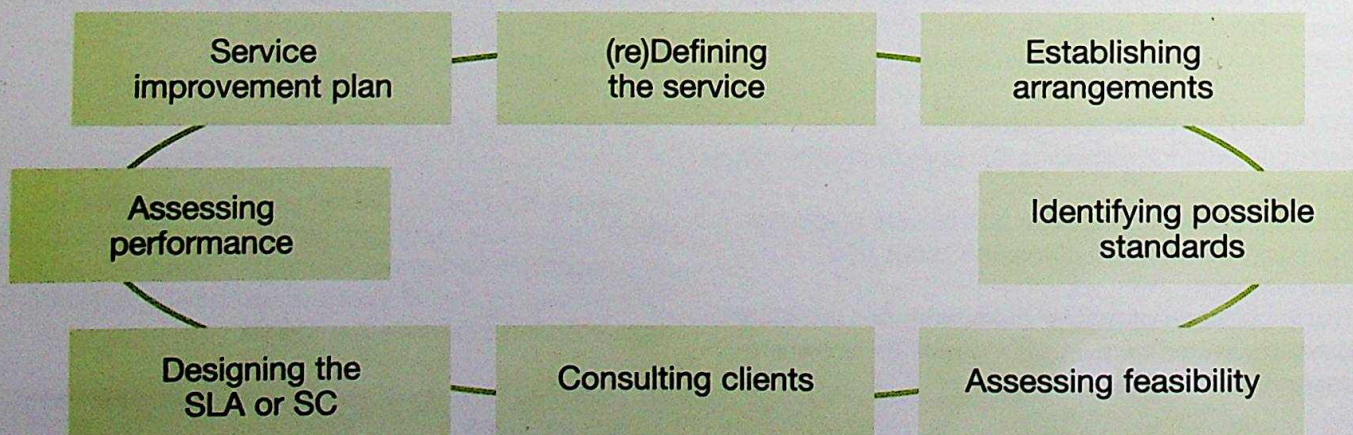 Service
improvement plan
(re)Defining
the service
Establishing
arrangements
Assessing
performance
Identifying possible
standards
Designing the
SLA or SC
Consulting clients
Assessing feasibility